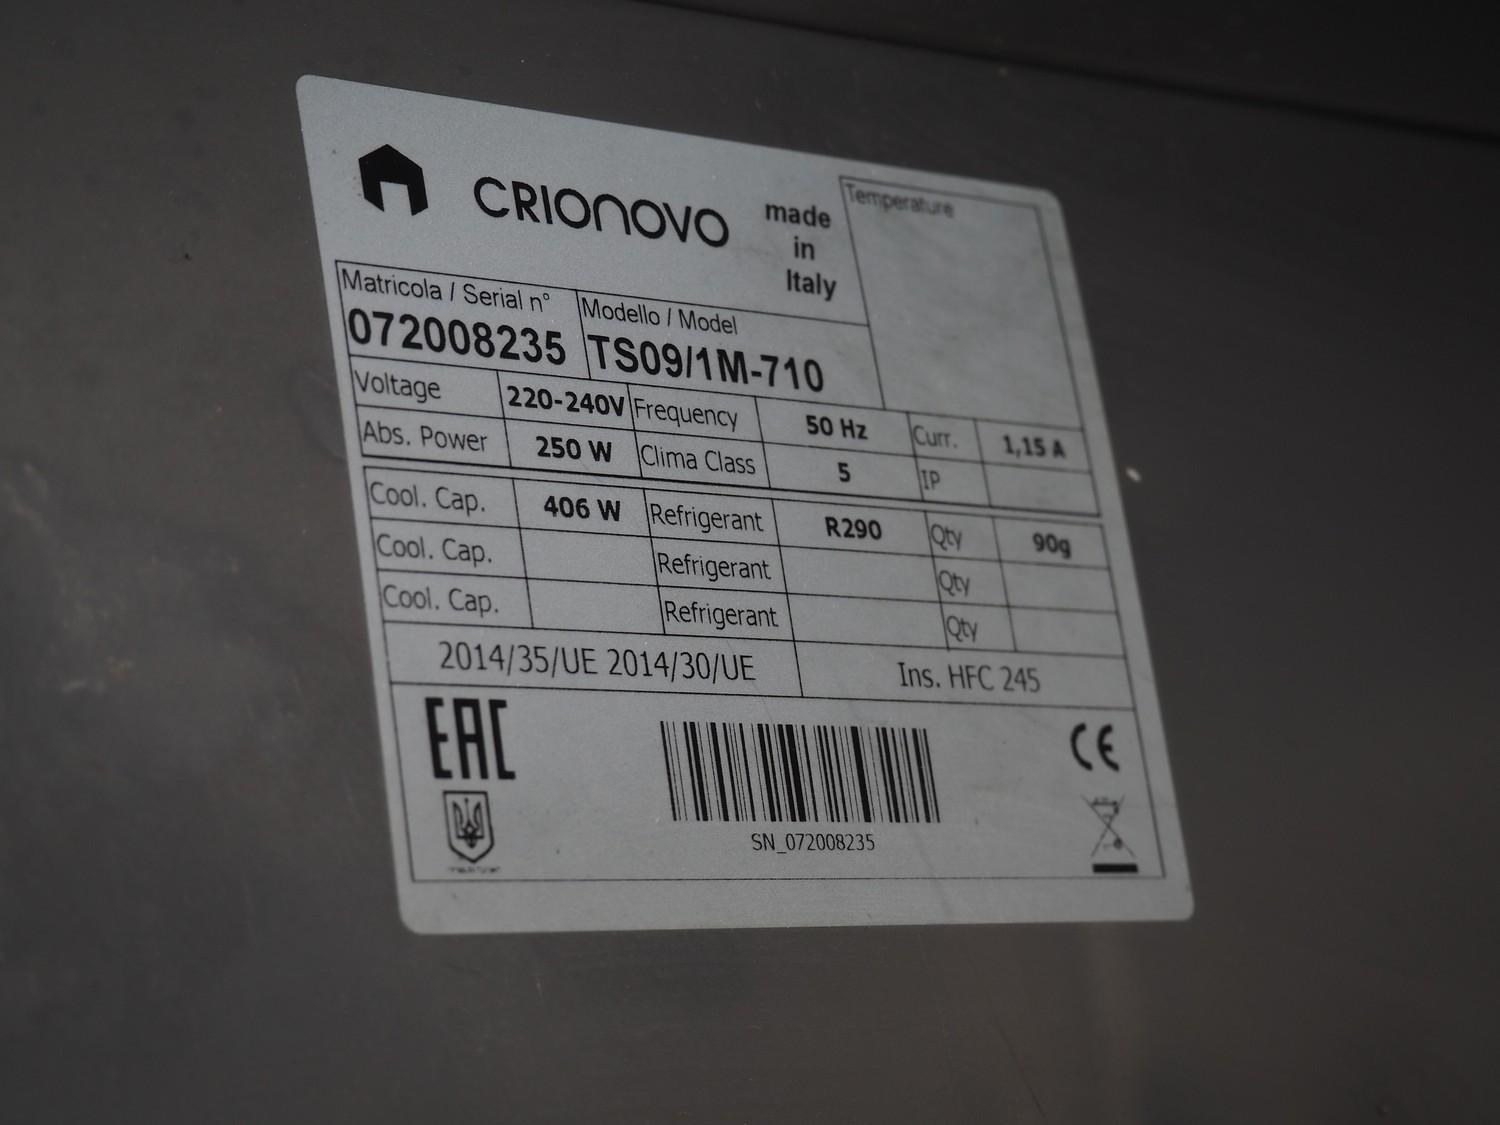 CRIONOVO
made
in
Italy
Temperature
Matricola / Serial n°
072008235
Modello / Model
TS09/1M-710
Voltage 220-240V Frequency 50 Hz Curr. 1,15 A
Abs. Power 250 W Clima Class 5 IP
Cool. Cap. 406 W Refrigerant R290 Qty 90g
Cool. Cap. Refrigerant Qty
Cool. Cap. Refrigerant Qty
2014/35/UE 2014/30/UE Ins. HFC 245
EAC
CE
SN_072008235